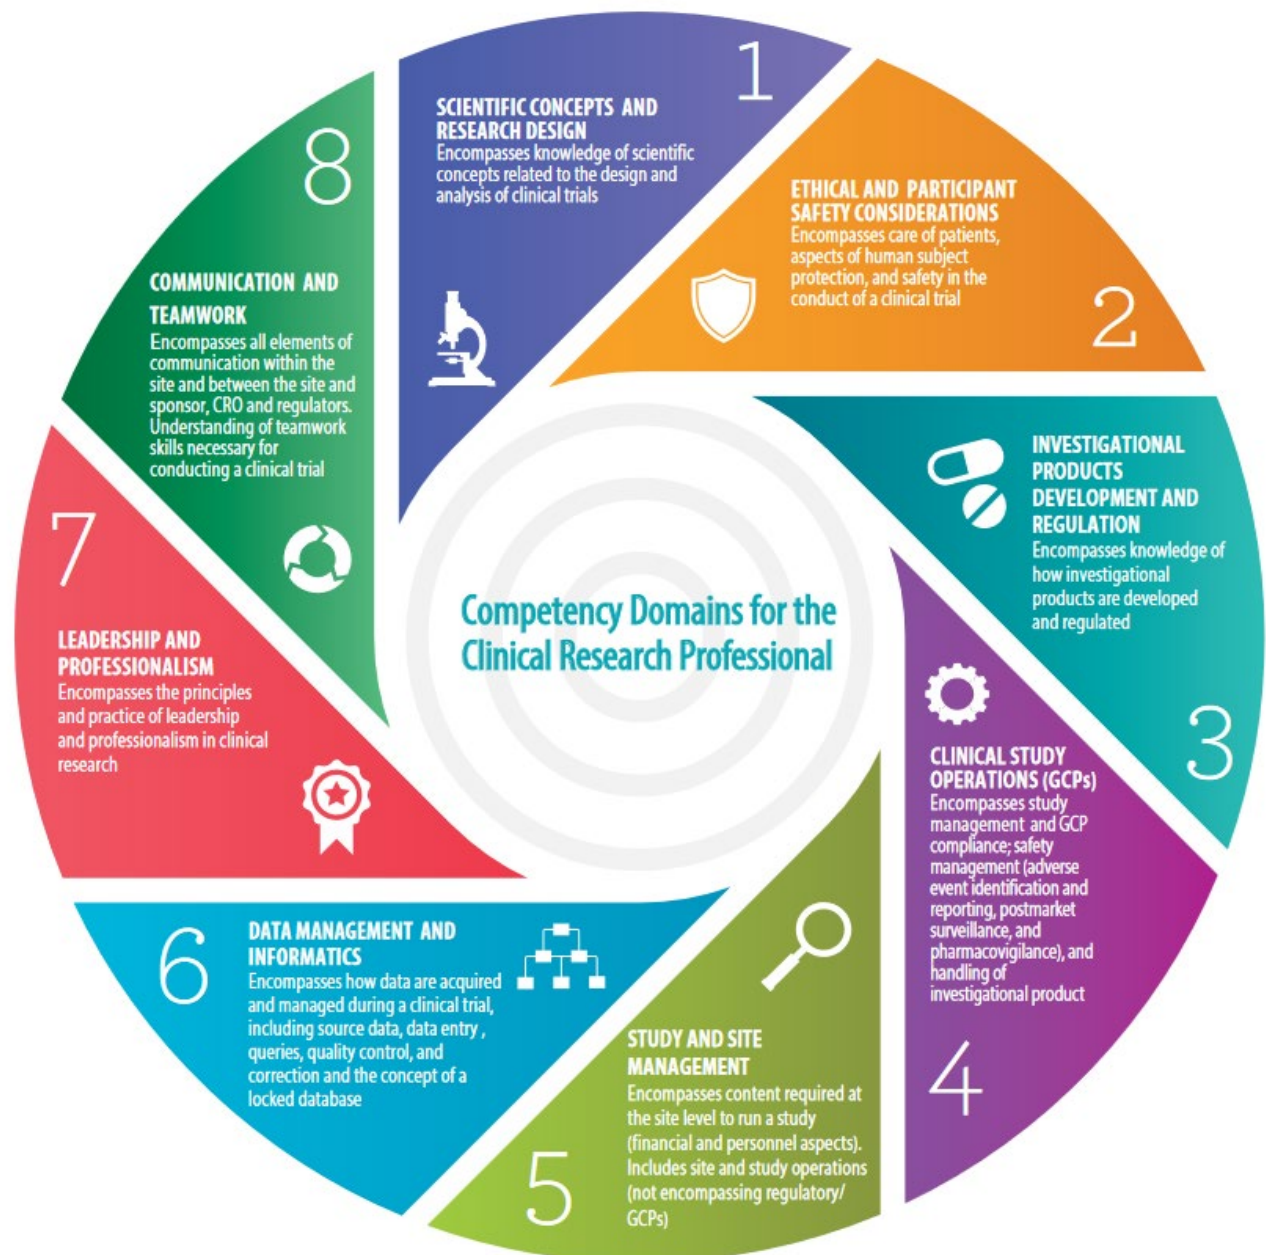 1
SCIENTIFIC CONCEPTS AND
RESEARCH DESIGN
Encompasses knowledge of scientific
concepts related to the design and
analysis of clinical trials
2
ETHICAL AND PARTICIPANT
SAFETY CONSIDERATIONS
Encompasses care of patients,
aspects of human subject
protection, and safety in the
conduct of a clinical trial
3
INVESTIGATIONAL
PRODUCTS
DEVELOPMENT AND
REGULATION
Encompasses knowledge of
how investigational
products are developed
and regulated
4
CLINICAL STUDY
OPERATIONS (GCPs)
Encompasses study
management and GCP
compliance; safety
management (adverse
event identification and
reporting, postmarket
surveillance, and
pharmacovigilance), and
handling of
investigational product
5
STUDY AND SITE
MANAGEMENT
Encompasses content required at
the site level to run a study
(financial and personnel aspects).
Includes site and study operations
(not encompassing regulatory/
GCPs)
6
DATA MANAGEMENT AND
INFORMATICS
Encompasses how data are acquired
and managed during a clinical trial,
including source data, data entry ,
queries, quality control, and
correction and the concept of a
locked database
7
LEADERSHIP AND
PROFESSIONALISM
Encompasses the principles
and practice of leadership
and professionalism in clinical
research
8
COMMUNICATION AND
TEAMWORK
Encompasses all elements of
communication within the
site and between the site and
sponsor, CRO and regulators.
Understanding of teamwork
skills necessary for
conducting a clinical trial
Competency Domains for the
Clinical Research Professional